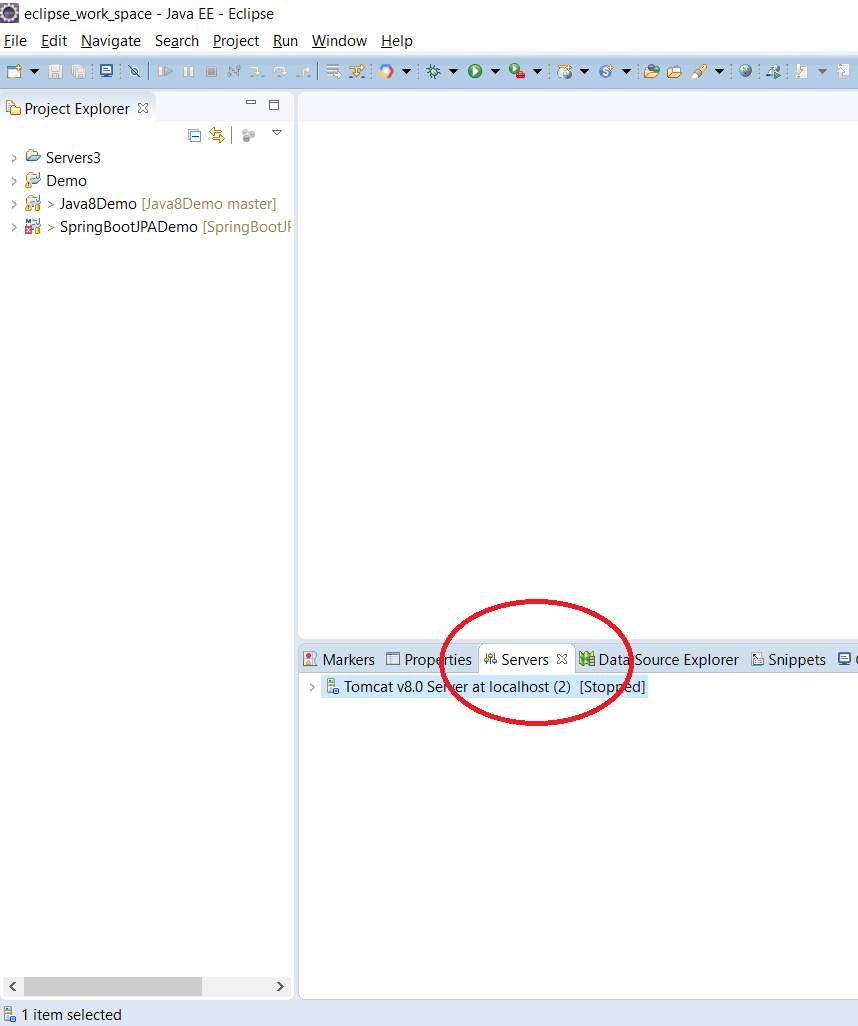 eclipse_work_space - Java EE - Eclipse
File Edit Navigate Search Project Run Window Help
Project Explorer
Servers3
Demo
> Java8Demo [Java8Demo master]
> SpringBootJPADemo [SpringBootJF
Markers Properties Servers Data Source Explorer Snippets
Tomcat v8.0 Server at localhost (2) [Stopped]
1 item selected